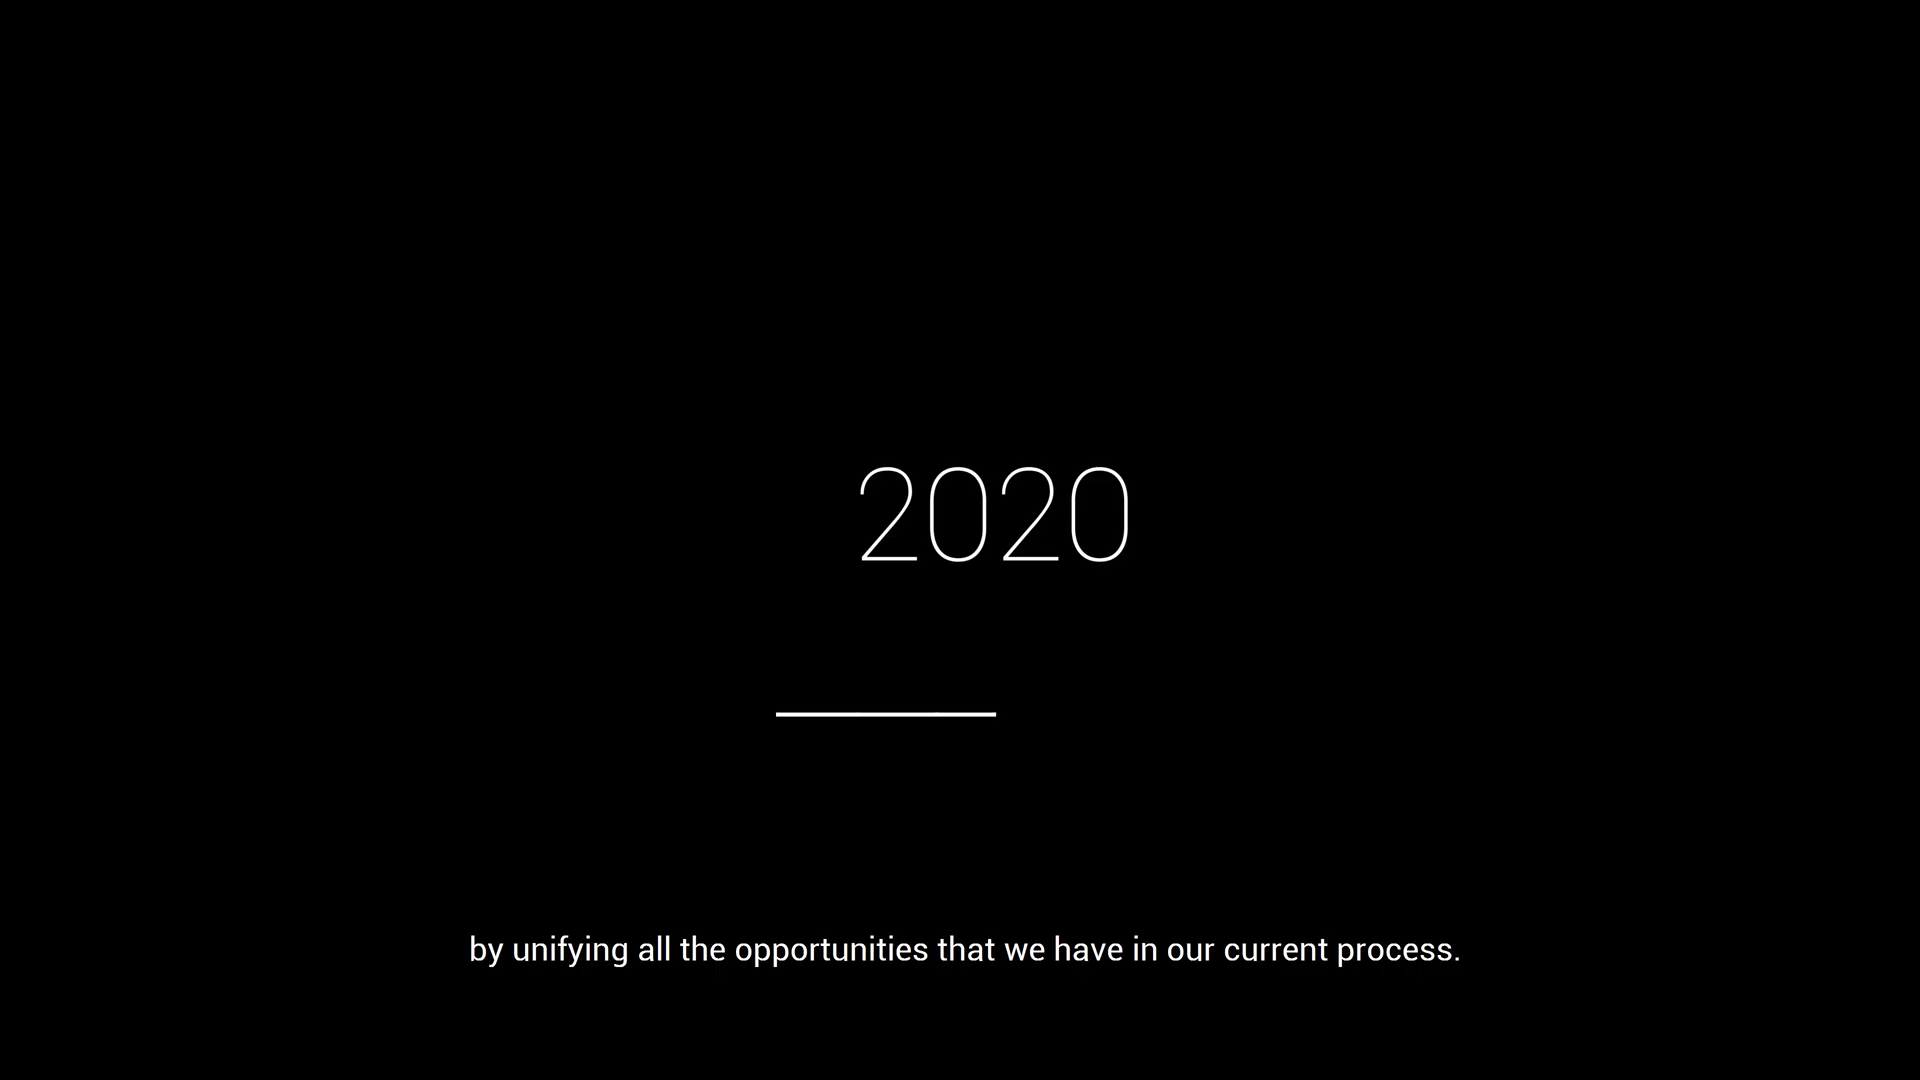 2020
by unifying all the opportunities that we have in our current process.